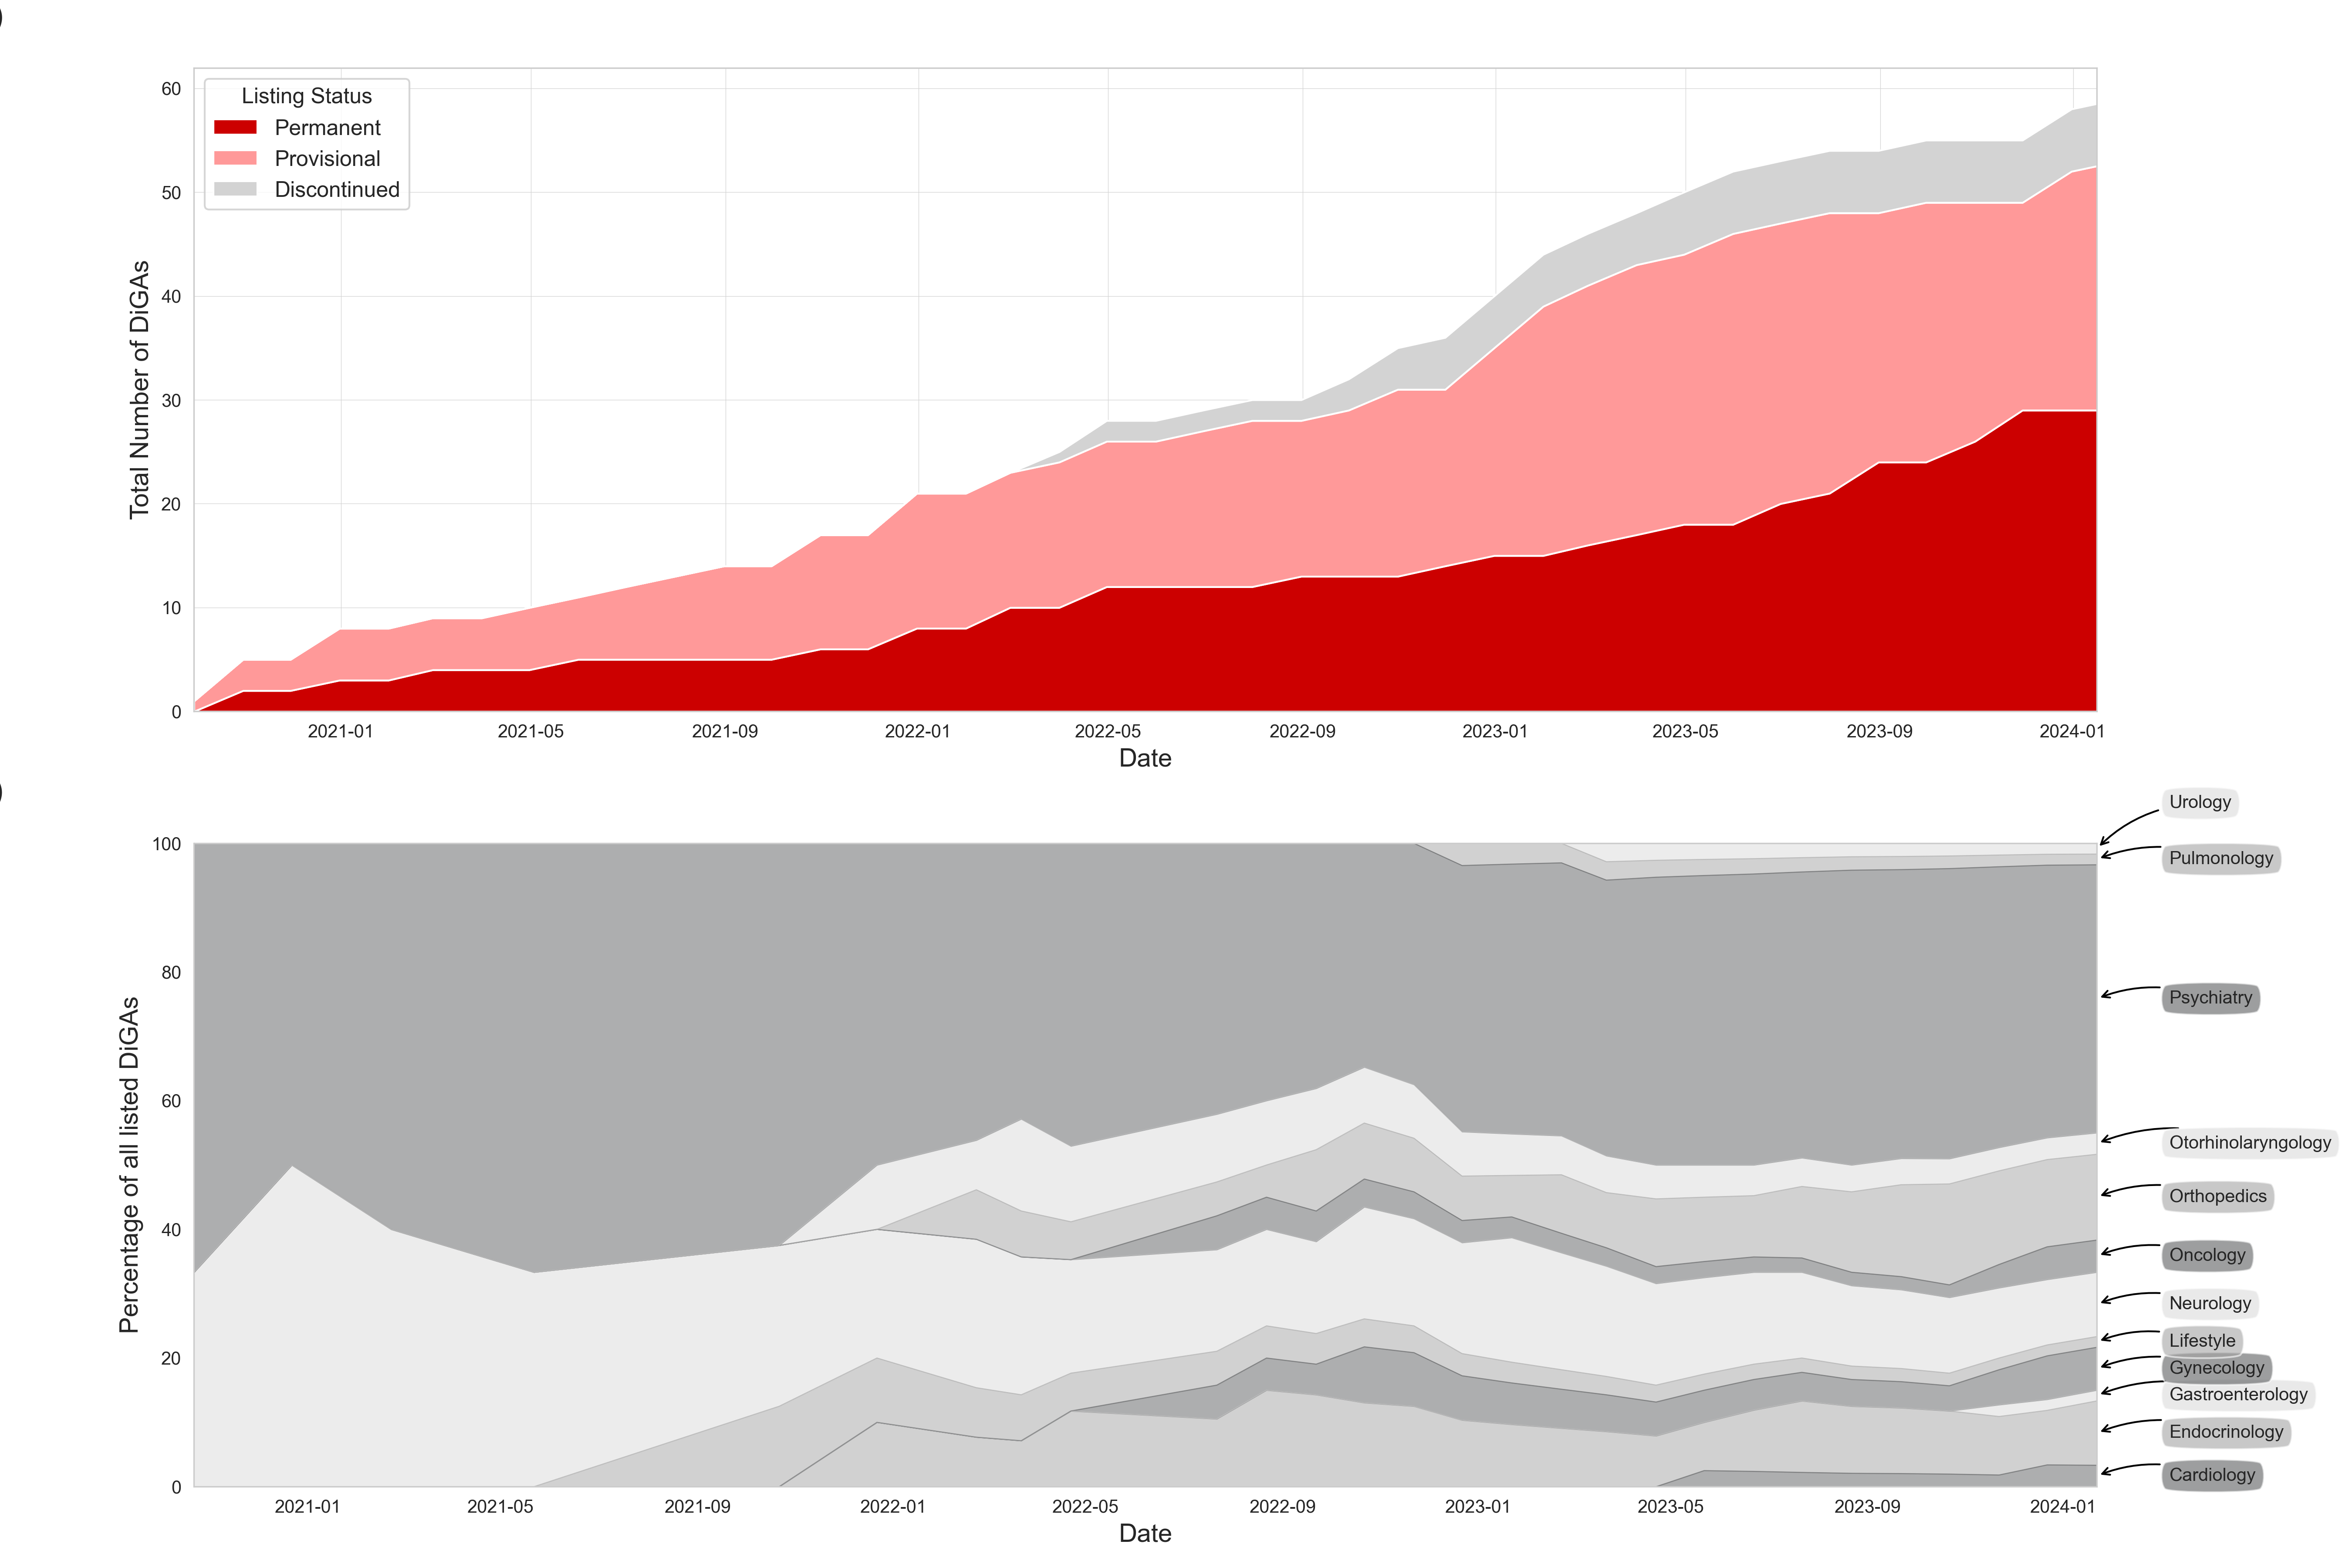 )
60
50
40
30
20
10
0
Total Number of DiGAs
Listing Status
Permanent
Provisional
Discontinued
2021-01 2021-05 2021-09 2022-01 2022-05 2022-09 2023-01 2023-05 2023-09 2024-01
Date
)
100
80
60
40
20
0
Percentage of all listed DiGAs
Urology
Pulmonology
Psychiatry
Otorhinolaryngology
Orthopedics
Oncology
Neurology
Lifestyle
Gynecology
Gastroenterology
Endocrinology
Cardiology
2021-01 2021-05 2021-09 2022-01 2022-05 2022-09 2023-01 2023-05 2023-09 2024-01
Date